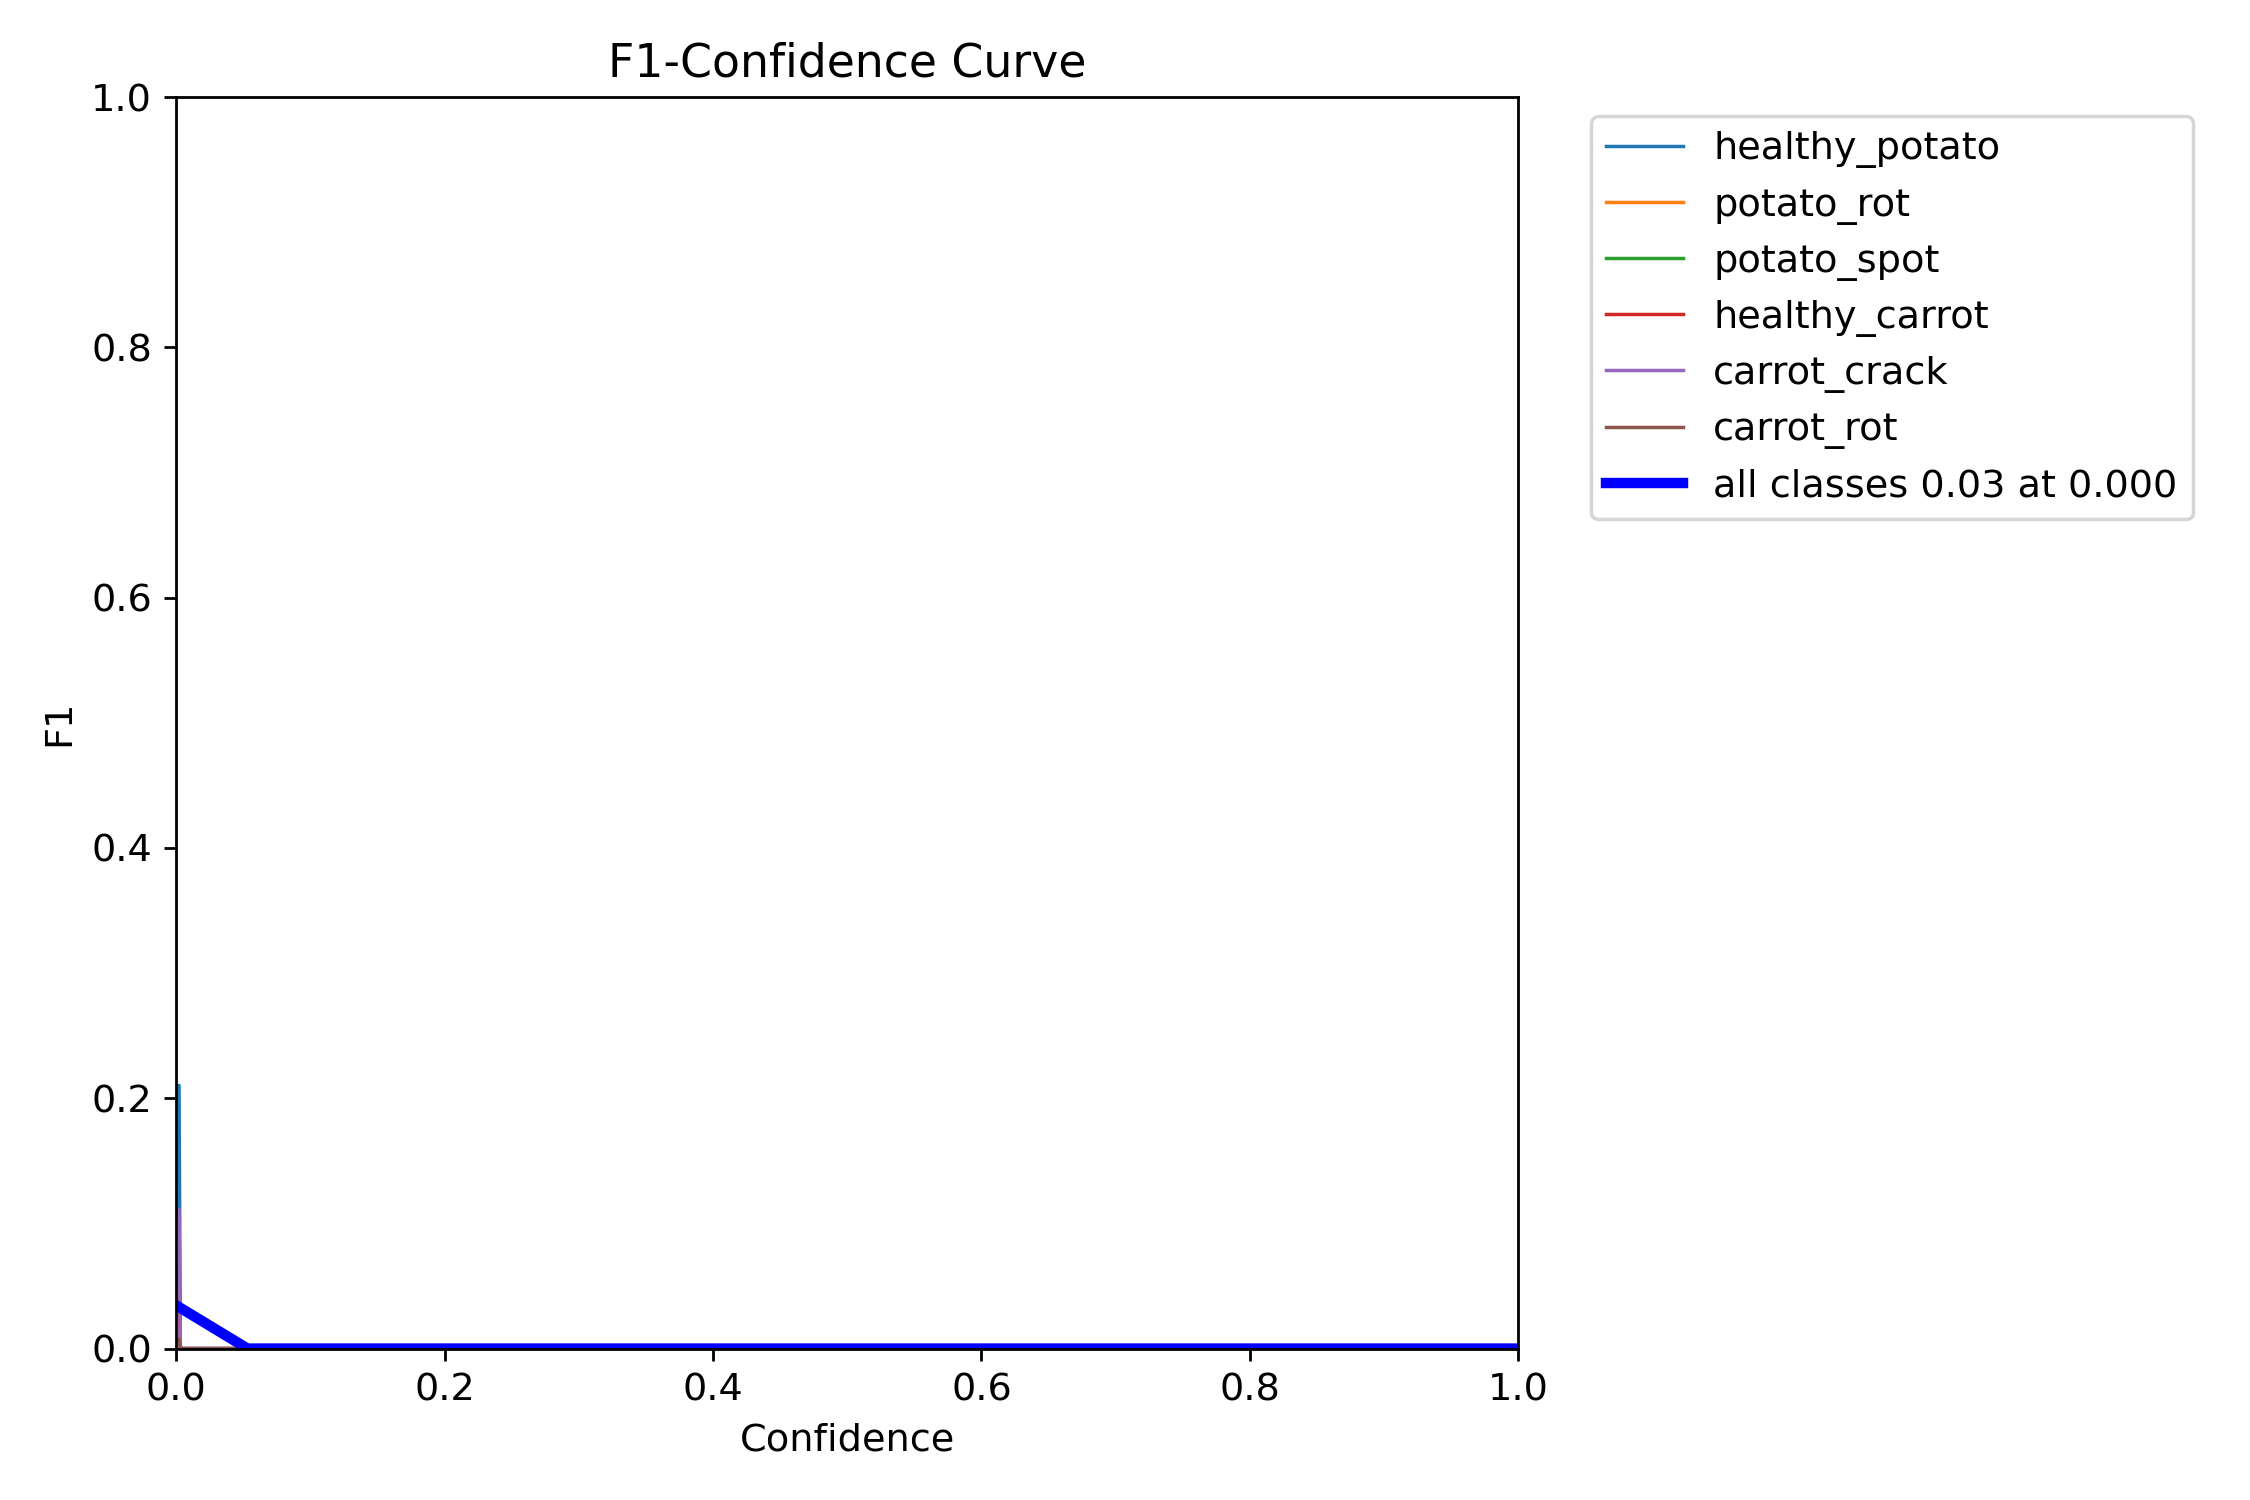 F1-Confidence Curve
1.0
0.8
0.6
0.4
0.2
0.0
F1
0.0 0.2 0.4 0.6 0.8 1.0
Confidence
healthy_potato
potato_rot
potato_spot
healthy_carrot
carrot_crack
carrot_rot
all classes 0.03 at 0.000